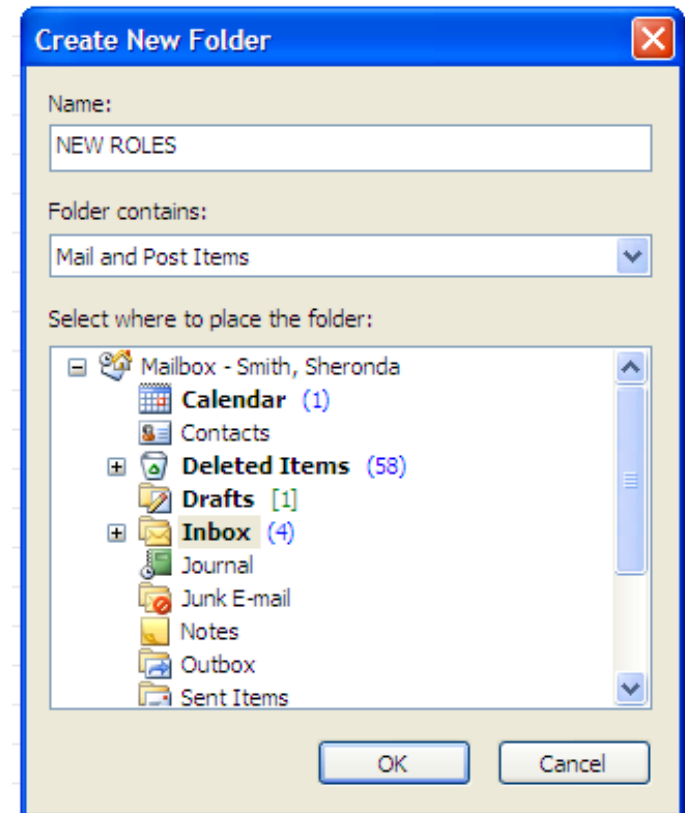 Create New Folder
Name:
NEW ROLES
Folder contains:
Mail and Post Items
Select where to place the folder:
Mailbox - Smith, Sheronda
Calendar (1)
Contacts
Deleted Items (58)
Drafts [1]
Inbox (4)
Journal
Junk E-mail
Notes
Outbox
Sent Items
OK Cancel